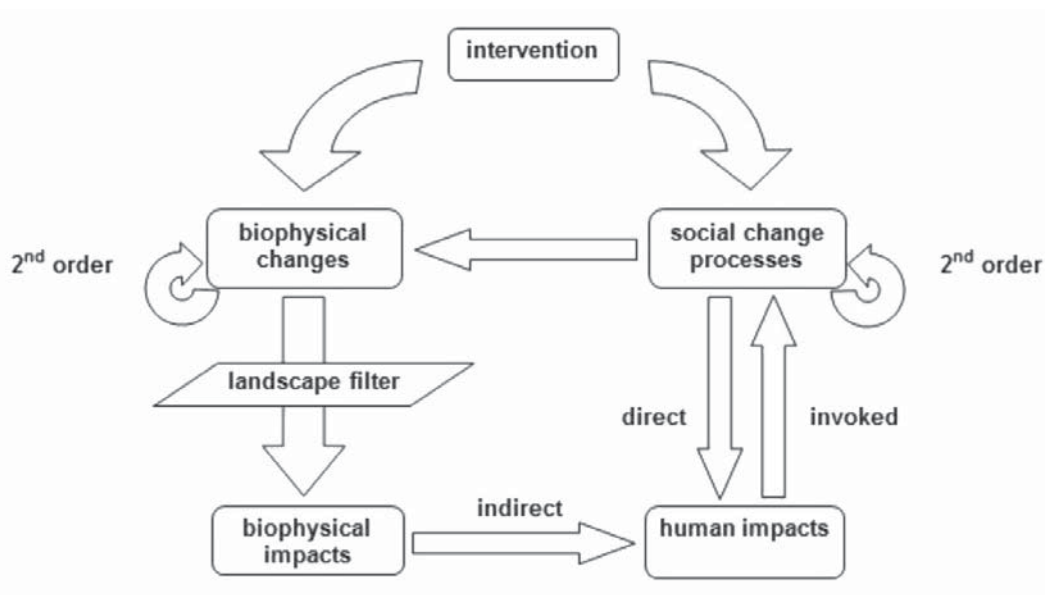 intervention
biophysical
changes
social change
processes
2nd order
2nd order
landscape filter
direct
invoked
biophysical
impacts
indirect
human impacts